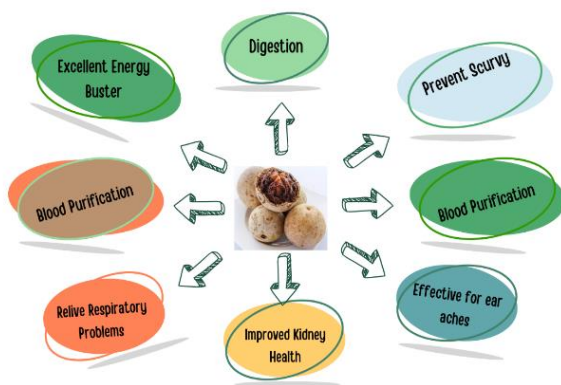 Digestion
Excellent Energy
Buster
Prevent Scurvy
Blood Purification
Blood Purification
Relive Respiratory
Problems
Improved Kidney
Health
Effective for ear
aches